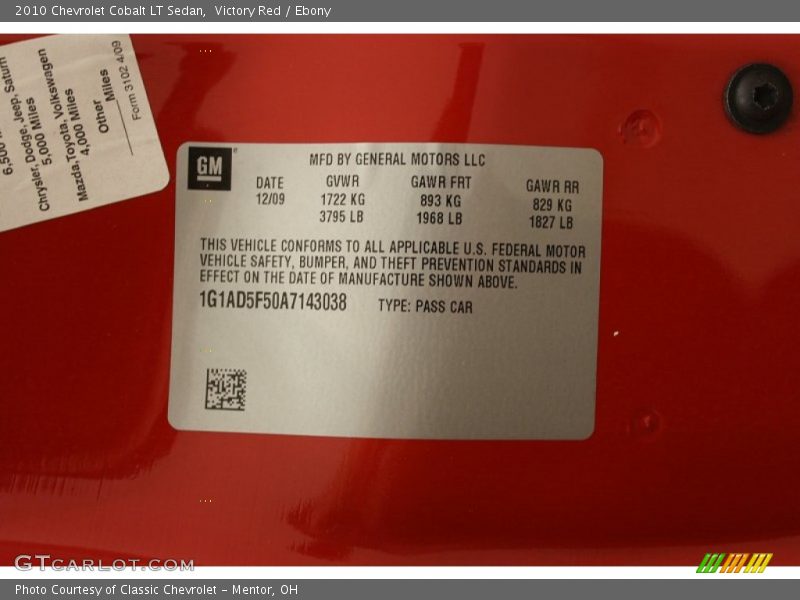 2010 Chevrolet Cobalt LT Sedan,  Victory Red / Ebony
6,500
Chrysler, Dodge, Jeep, Saturn
5,000 Miles
Mazda,Toyota, Volkswagen
4,000 Miles
Other
Miles
Form 3102 4/09
GM
MFD BY GENERAL MOTORS LLC
DATE GVWR GAWR FRT GAWR RR
12/09 1722 KG 893 KG 829 KG
3795 LB 1968 LB 1827 LB
THIS VEHICLE CONFORMS TO ALL APPLICABLE U.S. FEDERAL MOTOR
VEHICLE SAFETY, BUMPER, AND THEFT PREVENTION STANDARDS IN
EFFECT ON THE DATE OF MANUFACTURE SHOWN ABOVE.
1G1AD5F50A7143038 TYPE: PASS CAR
GTCARLOT.COM
Photo Courtesy of Classic Chevrolet - Mentor, OH